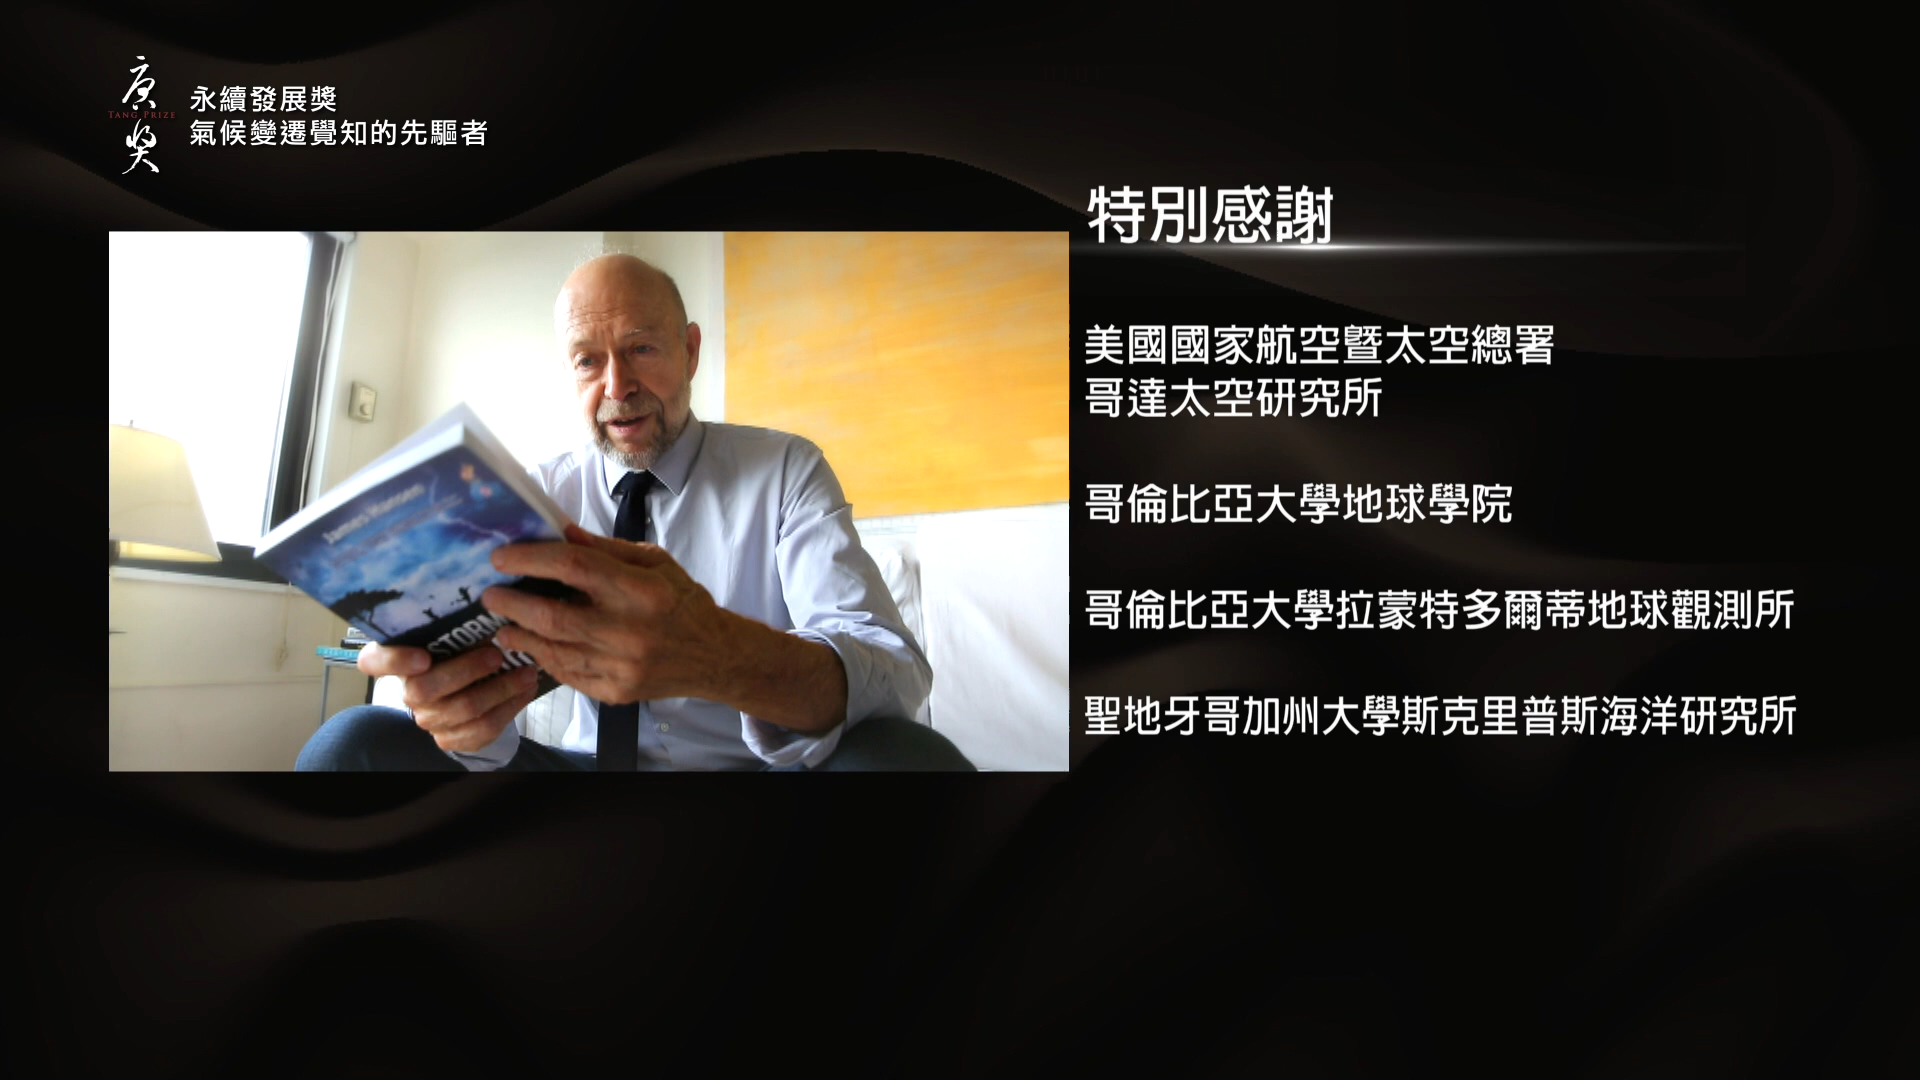 唐獎
TANG PRIZE
永續發展獎
氣候變遷覺知的先驅者
特別感謝
美國國家航空暨太空總署
哥達太空研究所
哥倫比亞大學地球學院
哥倫比亞大學拉蒙特多爾蒂地球觀測所
聖地牙哥加州大學斯克里普斯海洋研究所
James Hansen
STORM